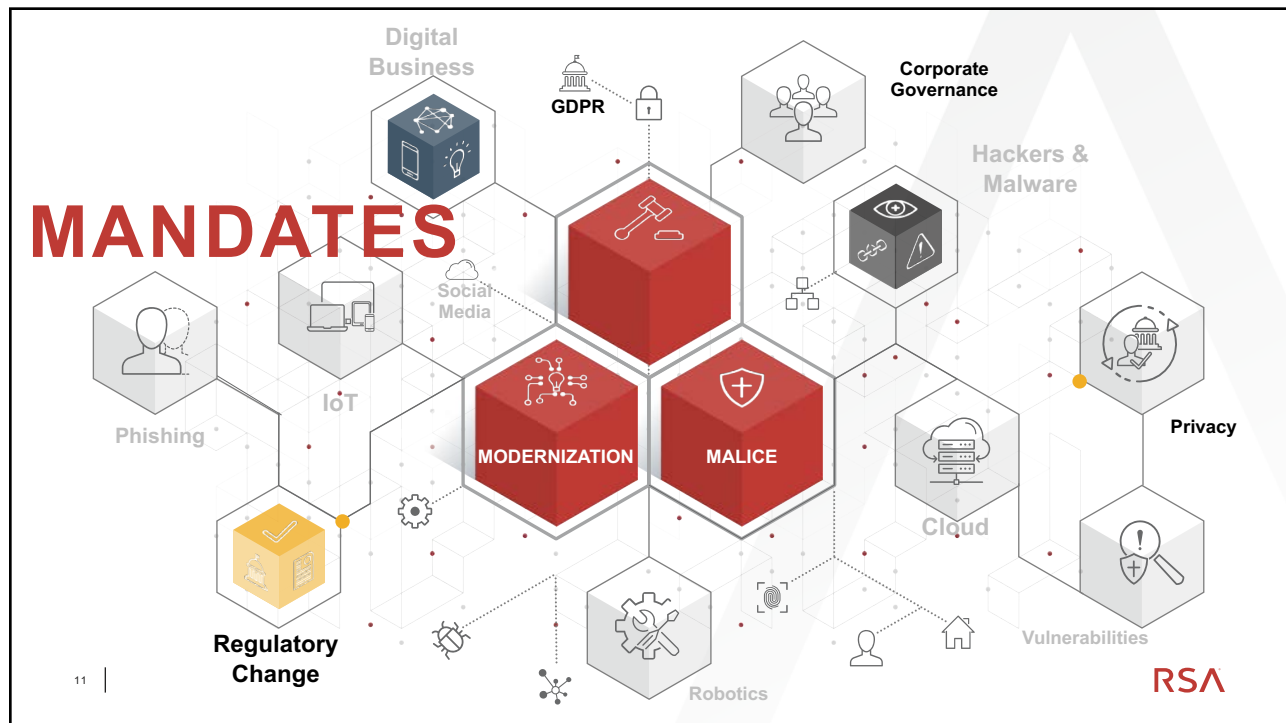 Digital
Business
GDPR
Corporate
Governance
Hackers &
Malware
MANDATES
Social
Media
IoT
Phishing
MODERNIZATION
MALICE
Privacy
Cloud
Regulatory
Change
Robotics
Vulnerabilities
11
RSA